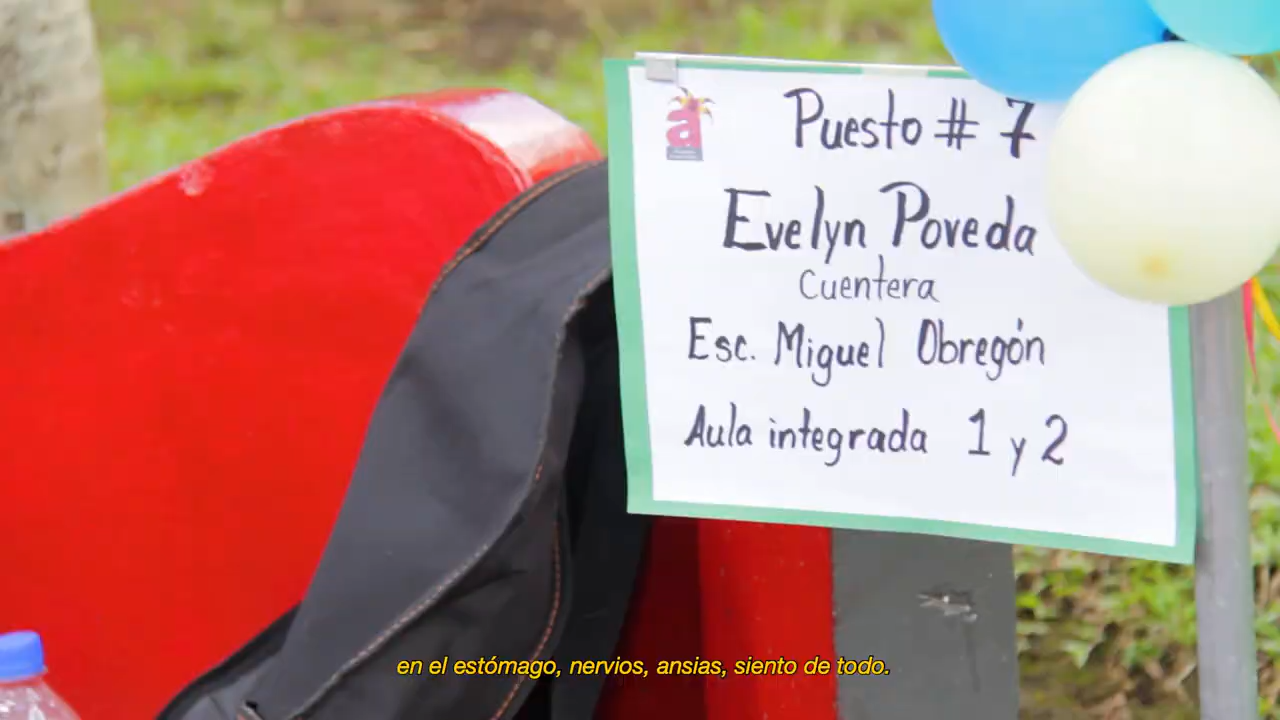 a
Puesto # 7
Evelyn Poveda
Cuentera
Esc. Miguel Obregón
Aula integrada 1 y 2
en el estómago, nervios, ansias, siento de todo.